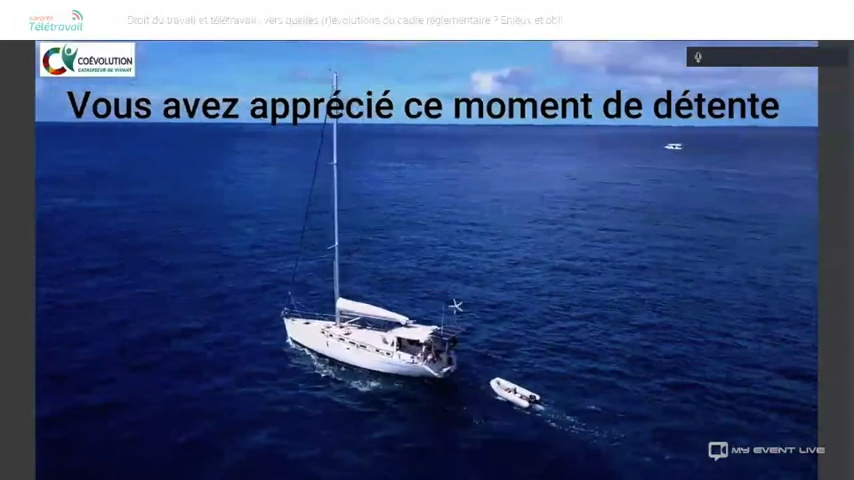 congrès
Télétravail
Droit du travail et télétravail : vers quelles (r)évolutions du cadre réglementaire ? Enjeux et obl
COÉVOLUTION
CATALYSEUR DE VIVANT
Vous avez apprécié ce moment de détente
MY EVENT LIVE